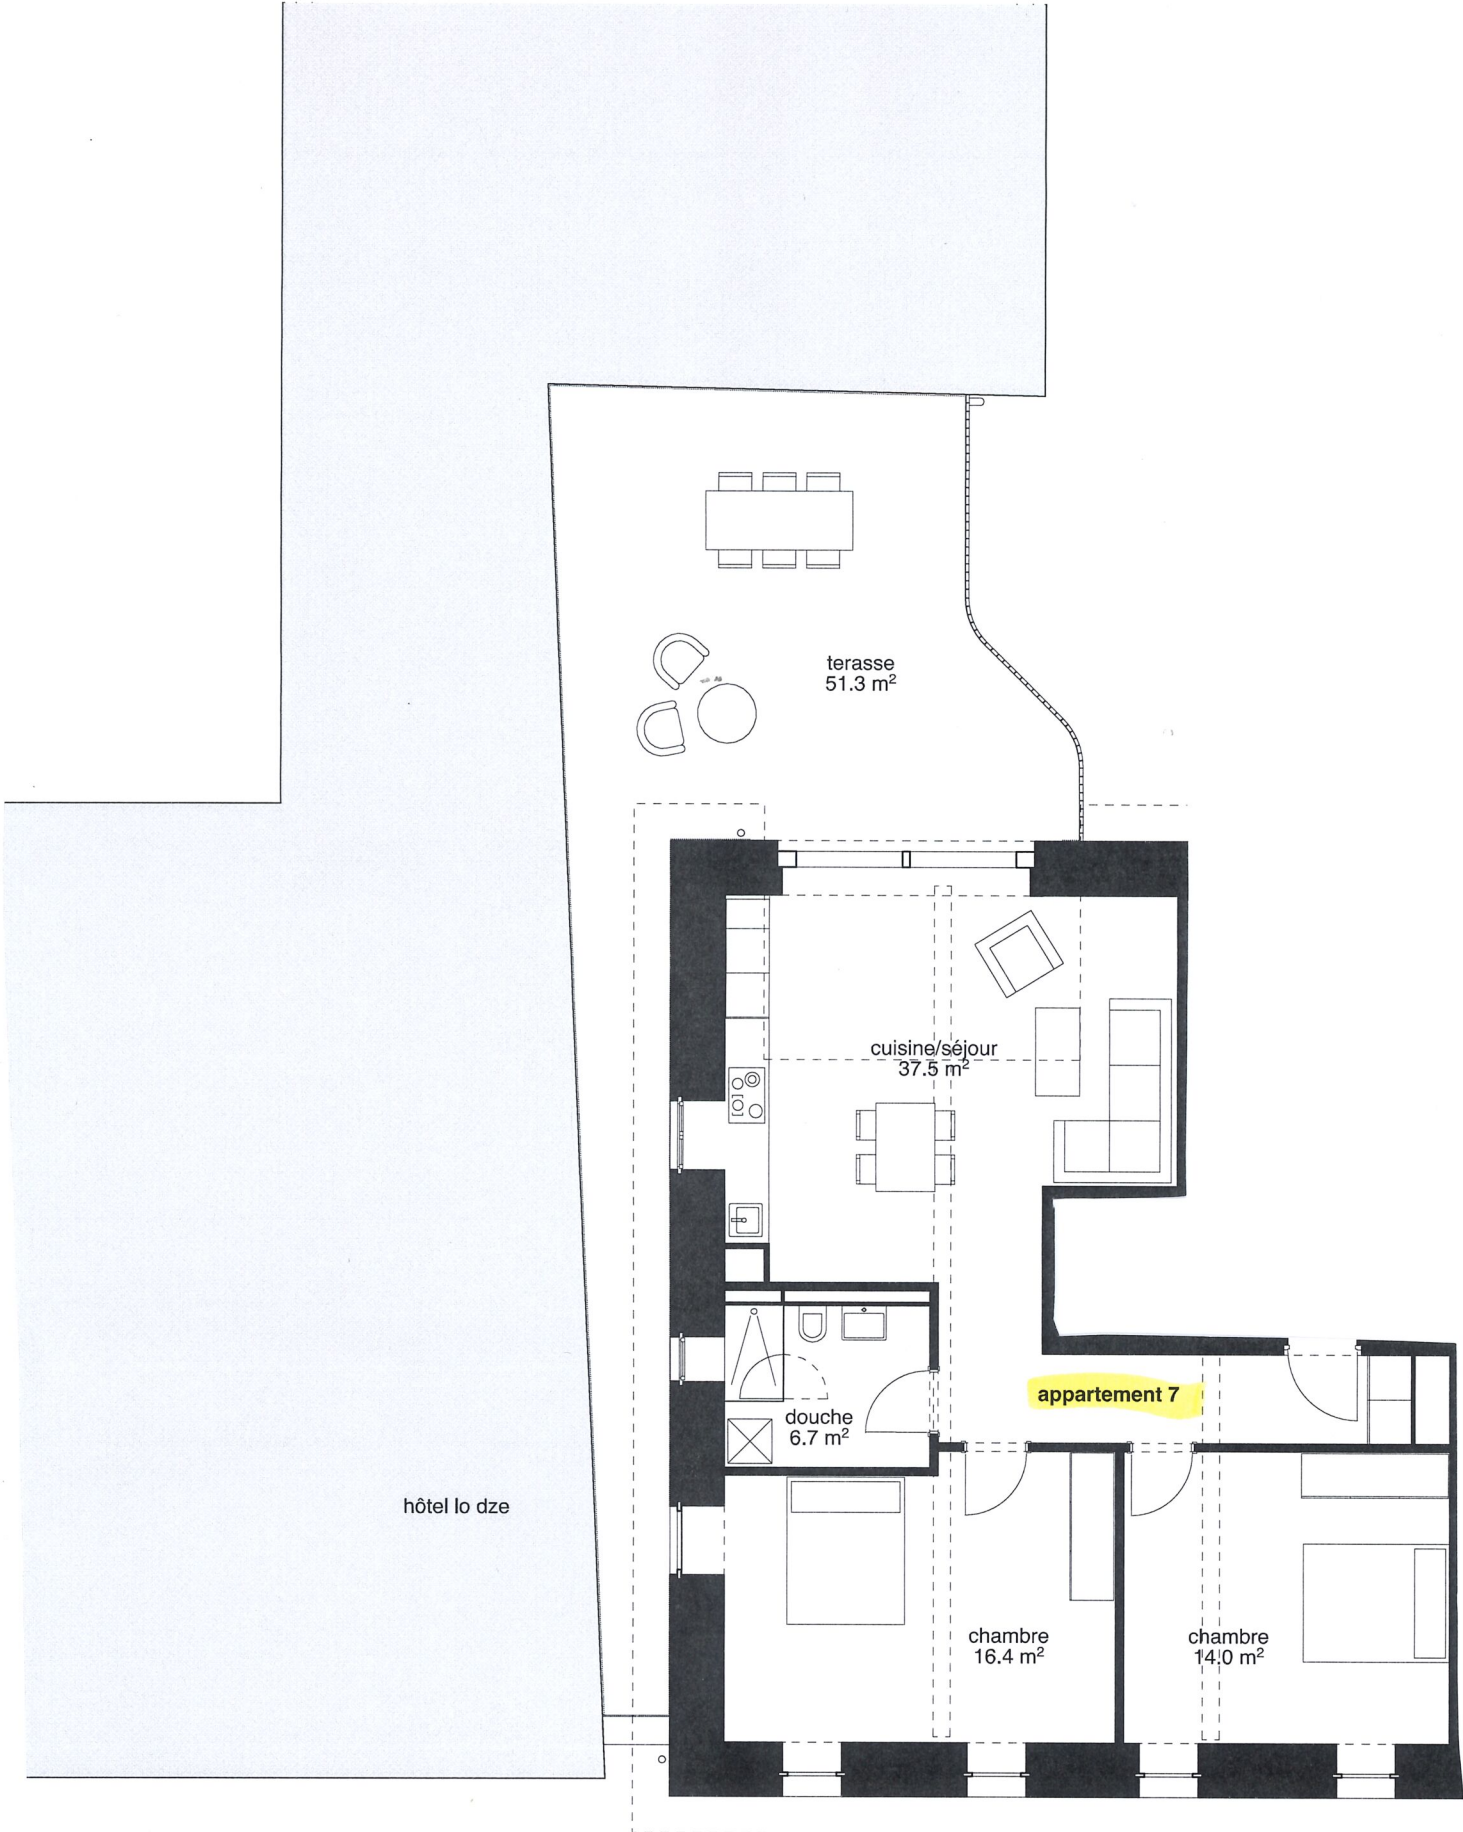 terasse
51.3 m²
cuisine/séjour
37.5 m²
appartement 7
douche
6.7 m²
hôtel lo dze
chambre
16.4 m²
chambre
14.0 m²